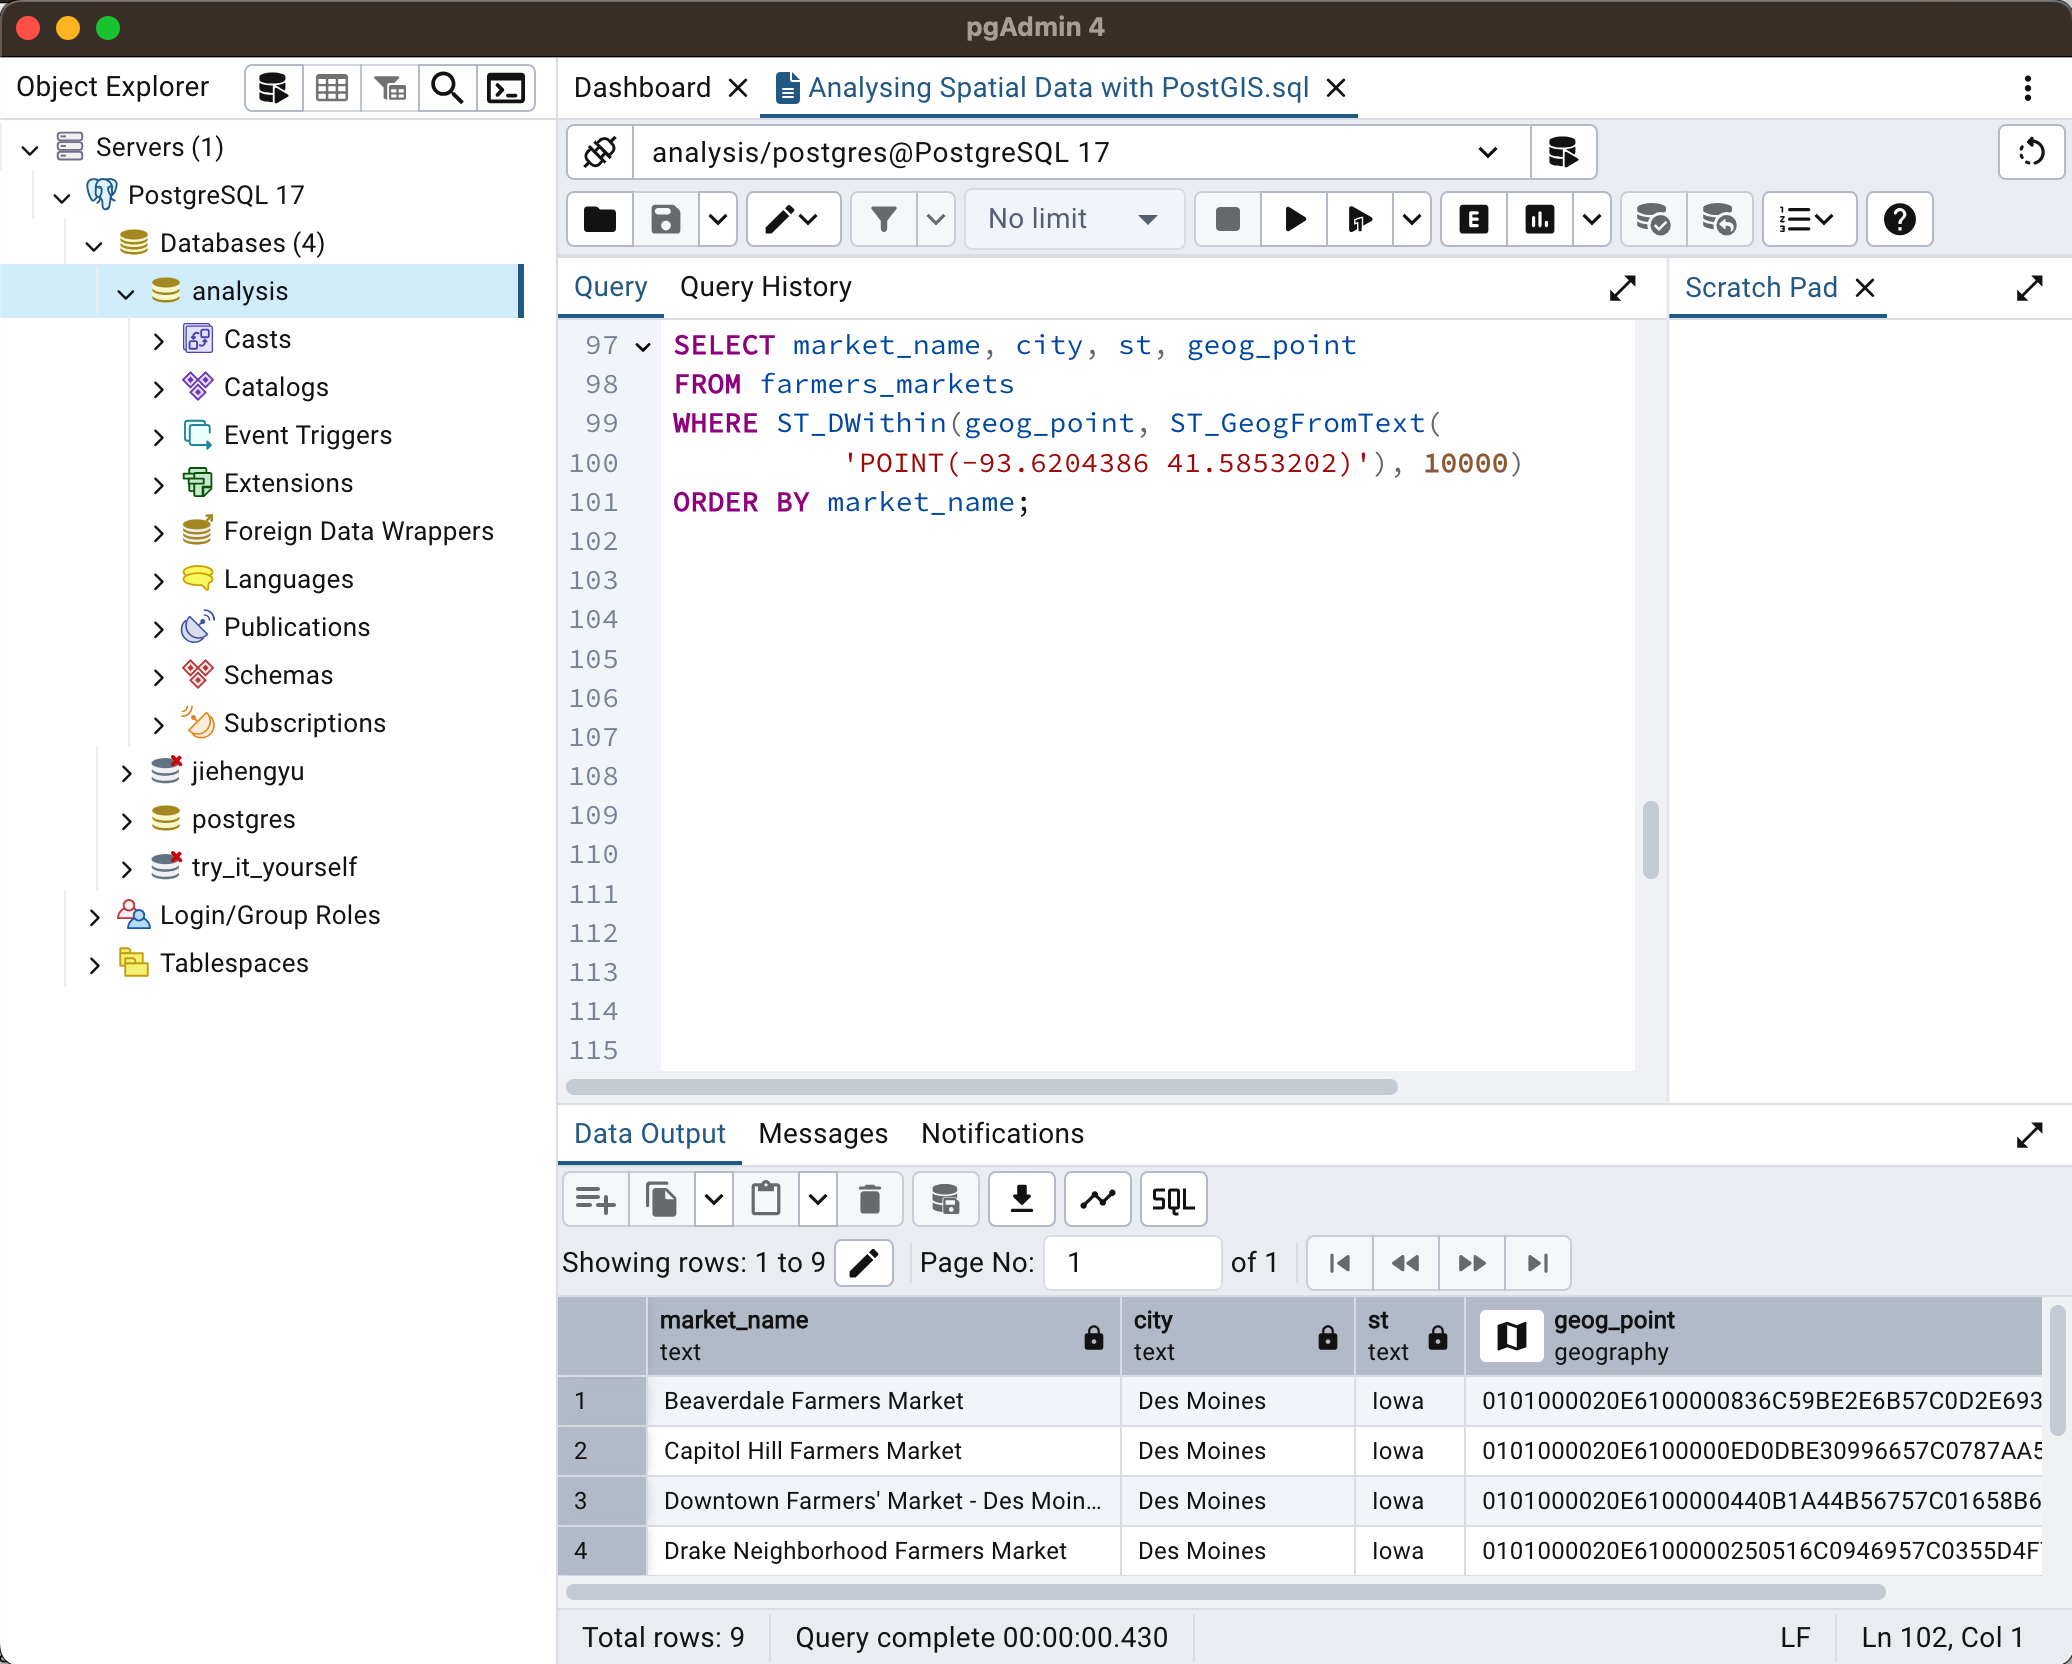 pgAdmin 4
Object Explorer
Servers (1)
PostgreSQL 17
Databases (4)
analysis
Casts
Catalogs
Event Triggers
Extensions
Foreign Data Wrappers
Languages
Publications
Schemas
Subscriptions
jiehengyu
postgres
try_it_yourself
Login/Group Roles
Tablespaces
Dashboard
Analysing Spatial Data with PostGIS.sql
analysis/postgres@PostgreSQL 17
No limit
E
Query
Query History
Scratch Pad
97 SELECT market_name, city, st, geog_point
98 FROM farmers_markets
99 WHERE ST_DWithin(geog_point, ST_GeogFromText(
100 'POINT(-93.6204386 41.5853202)'), 10000)
101 ORDER BY market_name;
102
103
104
105
106
107
108
109
110
111
112
113
114
115
Data Output
Messages
Notifications
SQL
Showing rows: 1 to 9
Page No: 1 of 1
market_name text
city text
st text
geog_point geography
1 Beaverdale Farmers Market Des Moines Iowa 0101000020E6100000836C59BE2E6B57C0D2E693
2 Capitol Hill Farmers Market Des Moines Iowa 0101000020E6100000ED0DBE30996657C0787AA5
3 Downtown Farmers' Market - Des Moin... Des Moines Iowa 0101000020E6100000440B1A44B56757C01658B6
4 Drake Neighborhood Farmers Market Des Moines Iowa 0101000020E6100000250516C0946957C0355D4F
Total rows: 9
Query complete 00:00:00.430
LF
Ln 102, Col 1